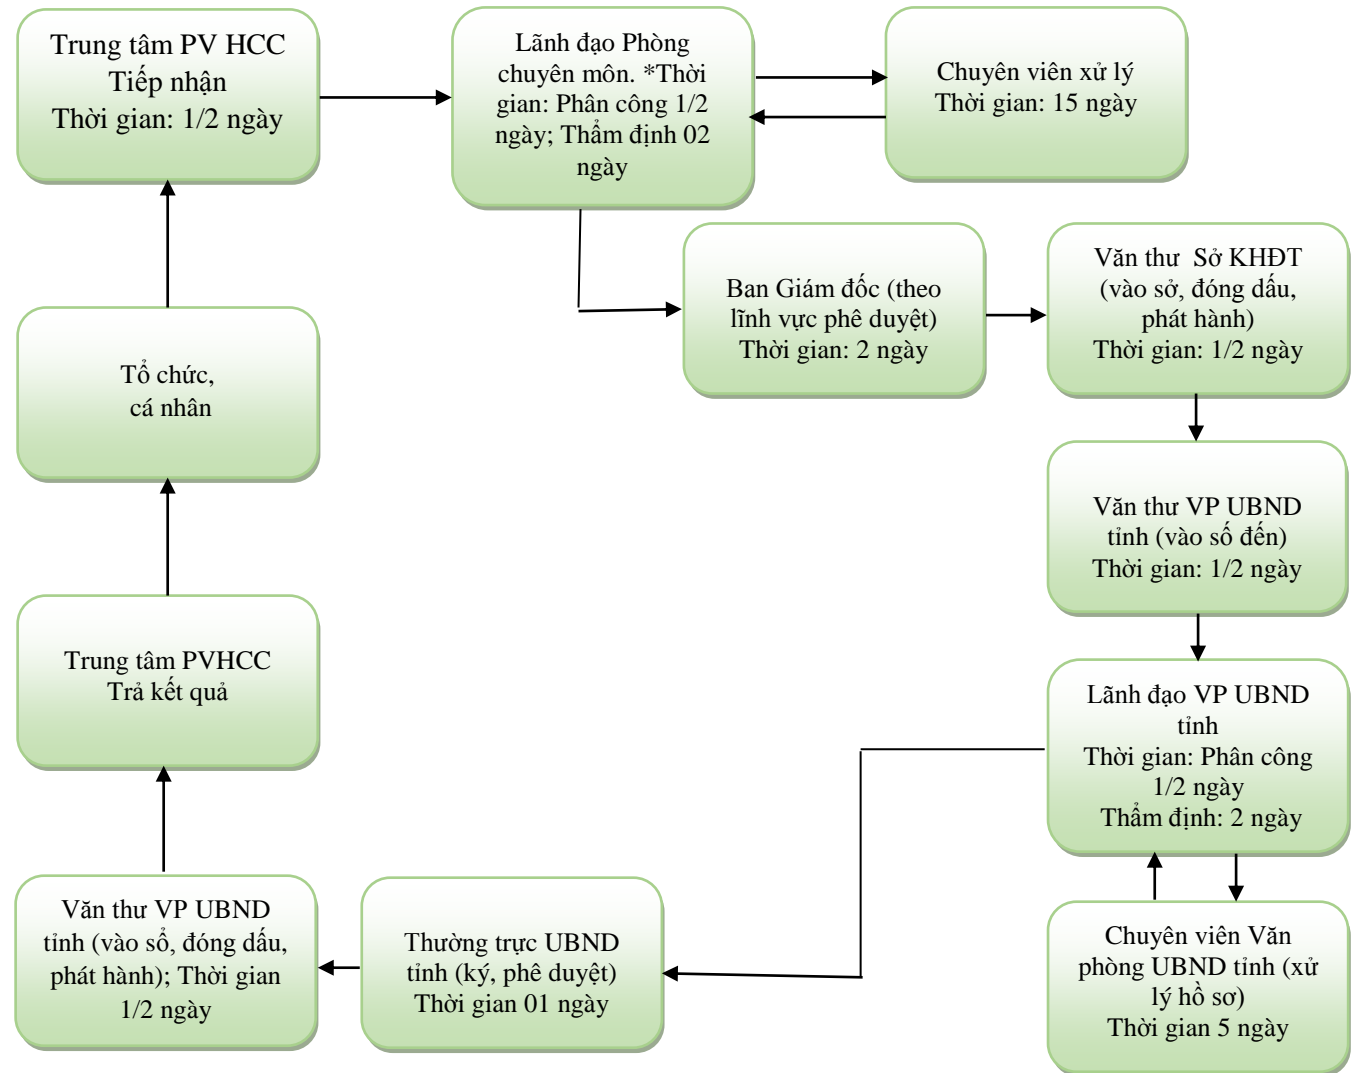 Trung tâm PV HCC
Tiếp nhận
Thời gian: 1/2 ngày
Lãnh đạo Phòng
chuyên môn. *Thời
gian: Phân công 1/2
ngày; Thẩm định 02
ngày
Chuyên viên xử lý
Thời gian: 15 ngày
Ban Giám đốc (theo
lĩnh vực phê duyệt)
Thời gian: 2 ngày
Văn thư Sở KHĐT
(vào sở, đóng dấu,
phát hành)
Thời gian: 1/2 ngày
Tổ chức,
cá nhân
Văn thư VP UBND
tỉnh (vào số đến)
Thời gian: 1/2 ngày
Trung tâm PVHCC
Trả kết quả
Lãnh đạo VP UBND
tỉnh
Thời gian: Phân công
1/2 ngày
Thẩm định: 2 ngày
Văn thư VP UBND
tỉnh (vào sổ, đóng dấu,
phát hành); Thời gian
1/2 ngày
Thường trực UBND
tỉnh (ký, phê duyệt)
Thời gian 01 ngày
Chuyên viên Văn
phòng UBND tỉnh (xử
lý hồ sơ)
Thời gian 5 ngày